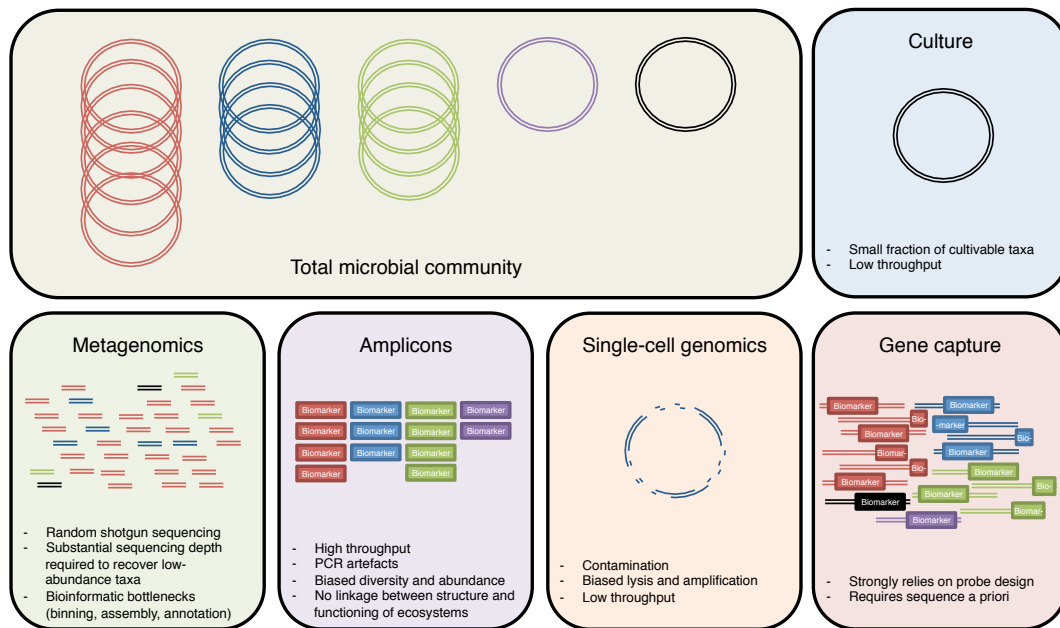 Total microbial community
Culture
- Small fraction of cultivable taxa
- Low throughput
Metagenomics
- Random shotgun sequencing
- Substantial sequencing depth
required to recover low-
abundance taxa
- Bioinformatic bottlenecks
(binning, assembly, annotation)
Amplicons
Biomarker Biomarker Biomarker Biomarker
Biomarker Biomarker Biomarker Biomarker
Biomarker Biomarker Biomarker
Biomarker Biomarker
- High throughput
- PCR artefacts
- Biased diversity and abundance
- No linkage between structure and
functioning of ecosystems
Single-cell genomics
- Contamination
- Biased lysis and amplification
- Low throughput
Gene capture
Biomarker Biomarker
Bio- -marker
Biomarker Bio-
Biomar- Biomarker
Bio- Biomarker
Biomarker Bio-
Biomarker Biomarker
Biomar-
Biomarker
- Strongly relies on probe design
- Requires sequence a priori